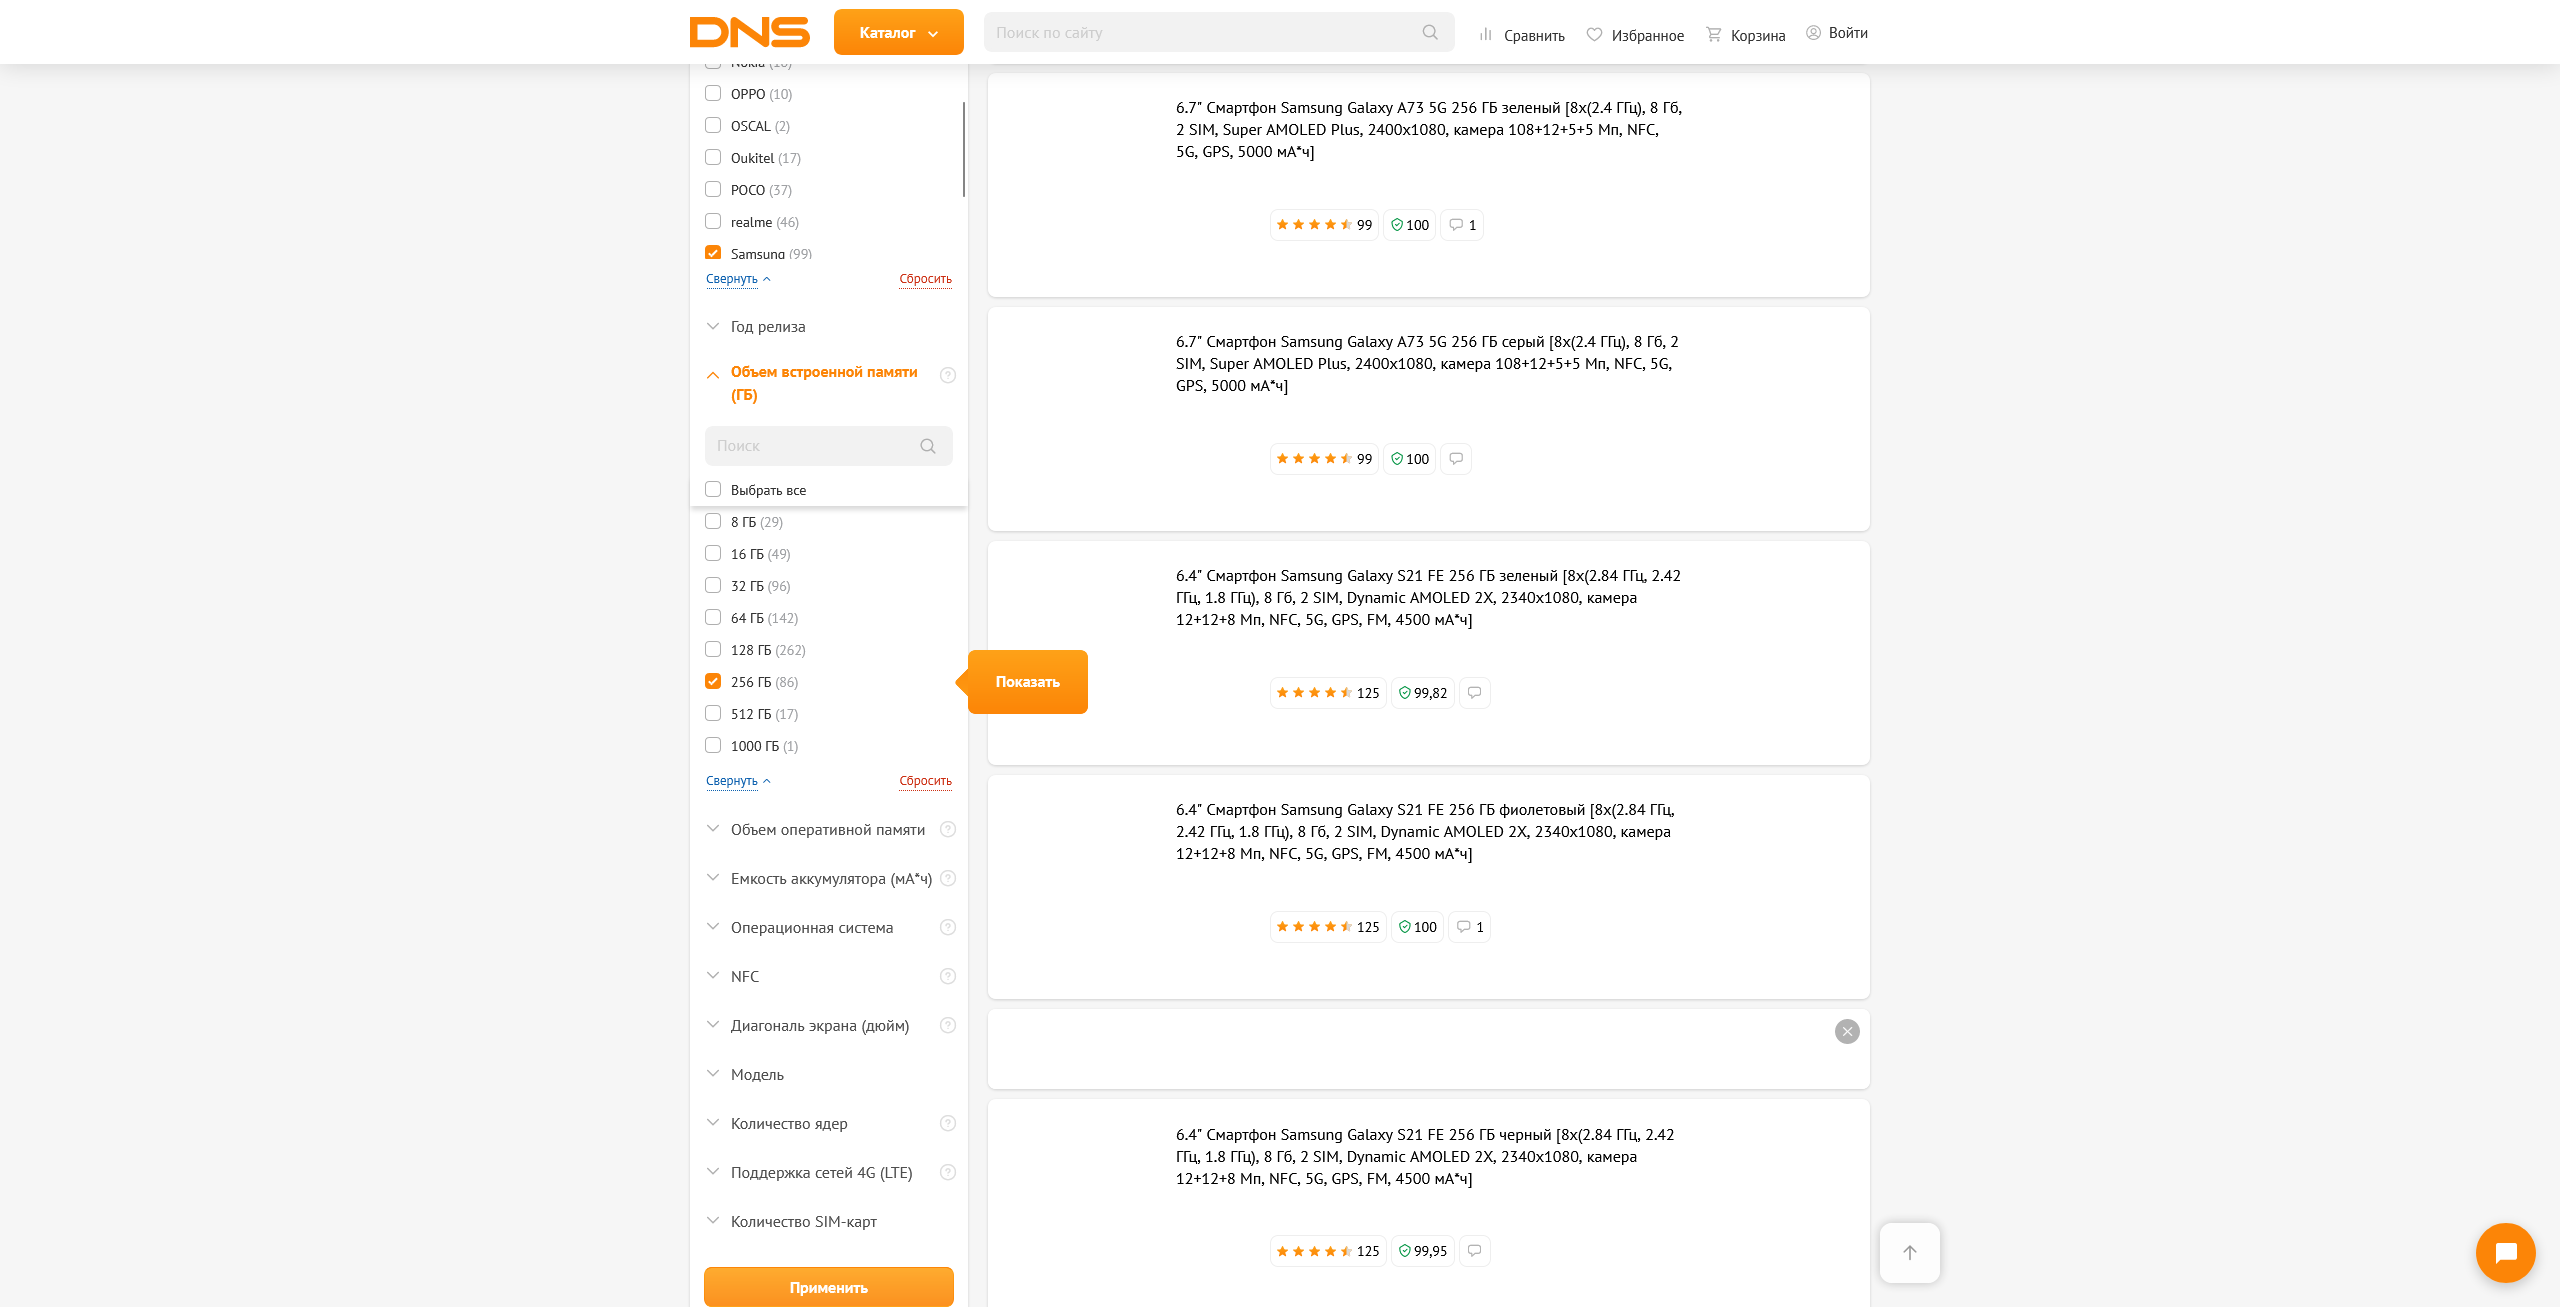 DNS
Каталог
Поиск по сайту
Сравнить
Избранное
Корзина
Войти
Nokia (10)
OPPO (10)
OSCAL (2)
Oukitel (17)
POCO (37)
realme (46)
Samsung (99)
Свернуть
Сбросить
Год релиза
Объем встроенной памяти
(ГБ)
Поиск
Выбрать все
8 ГБ (29)
16 ГБ (49)
32 ГБ (96)
64 ГБ (142)
128 ГБ (262)
256 ГБ (86)
512 ГБ (17)
1000 ГБ (1)
Свернуть
Сбросить
Объем оперативной памяти
Емкость аккумулятора (мА*ч)
Операционная система
NFC
Диагональ экрана (дюйм)
Модель
Количество ядер
Поддержка сетей 4G (LTE)
Количество SIM-карт
Применить
Показать
6.7" Смартфон Samsung Galaxy A73 5G 256 ГБ зеленый [8x(2.4 ГГц), 8 Гб,
2 SIM, Super AMOLED Plus, 2400x1080, камера 108+12+5+5 Мп, NFC,
5G, GPS, 5000 мА*ч]
99
100
1
6.7" Смартфон Samsung Galaxy A73 5G 256 ГБ серый [8x(2.4 ГГц), 8 Гб, 2
SIM, Super AMOLED Plus, 2400x1080, камера 108+12+5+5 Мп, NFC, 5G,
GPS, 5000 мА*ч]
99
100
6.4" Смартфон Samsung Galaxy S21 FE 256 ГБ зеленый [8x(2.84 ГГц, 2.42
ГГц, 1.8 ГГц), 8 Гб, 2 SIM, Dynamic AMOLED 2X, 2340x1080, камера
12+12+8 Мп, NFC, 5G, GPS, FM, 4500 мА*ч]
125
99,82
6.4" Смартфон Samsung Galaxy S21 FE 256 ГБ фиолетовый [8x(2.84 ГГц,
2.42 ГГц, 1.8 ГГц), 8 Гб, 2 SIM, Dynamic AMOLED 2X, 2340x1080, камера
12+12+8 Мп, NFC, 5G, GPS, FM, 4500 мА*ч]
125
100
1
6.4" Смартфон Samsung Galaxy S21 FE 256 ГБ черный [8x(2.84 ГГц, 2.42
ГГц, 1.8 ГГц), 8 Гб, 2 SIM, Dynamic AMOLED 2X, 2340x1080, камера
12+12+8 Мп, NFC, 5G, GPS, FM, 4500 мА*ч]
125
99,95